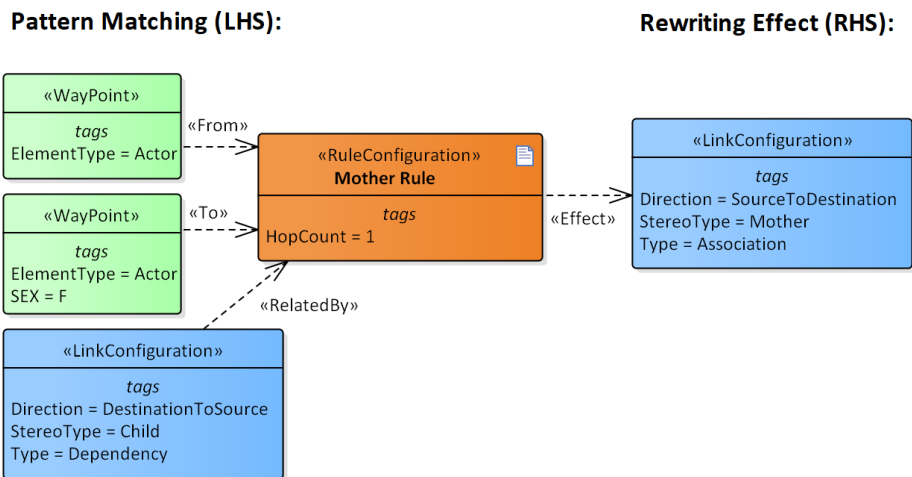 Pattern Matching (LHS):
Rewriting Effect (RHS):
«WayPoint»
tags
ElementType = Actor
«From»
«WayPoint»
tags
ElementType = Actor
SEX = F
«To»
«RuleConfiguration»
Mother Rule
tags
HopCount = 1
«Effect»
«LinkConfiguration»
tags
Direction = SourceToDestination
StereoType = Mother
Type = Association
«RelatedBy»
«LinkConfiguration»
tags
Direction = DestinationToSource
StereoType = Child
Type = Dependency